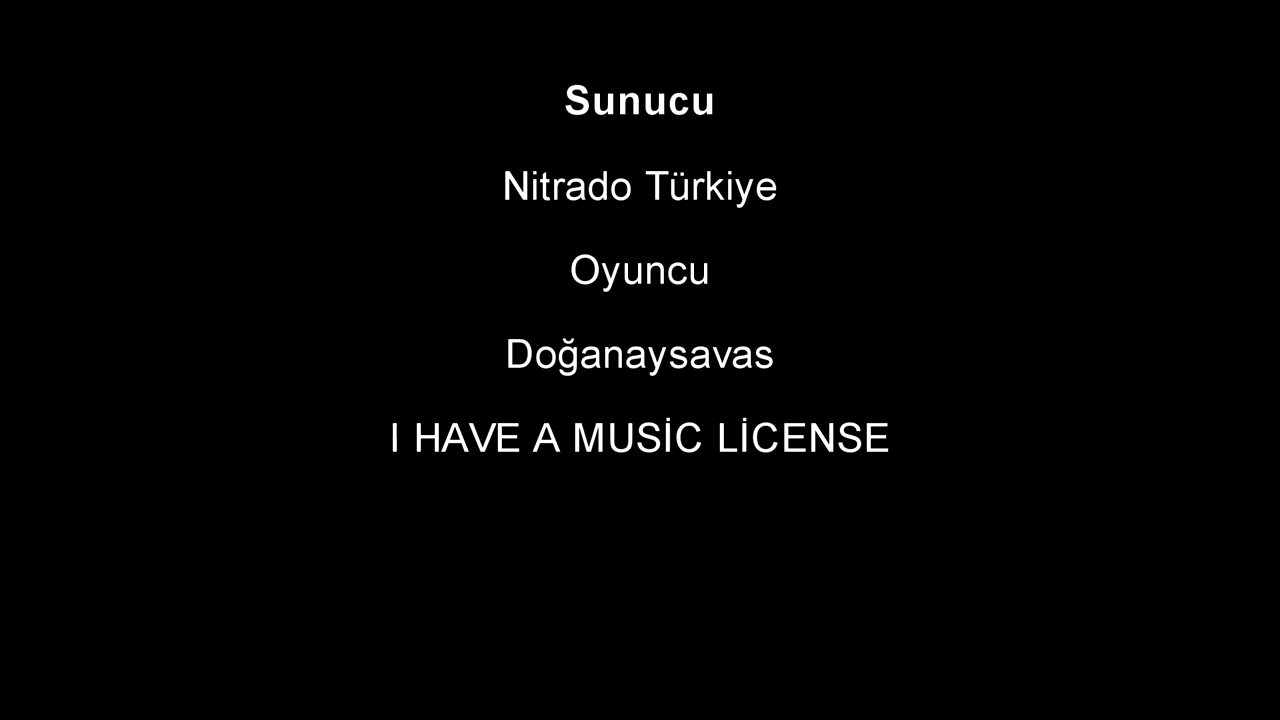 Sunucu
Nitrado Türkiye
Oyuncu
Doğanaysavas
I HAVE A MUSİC LİCENSE